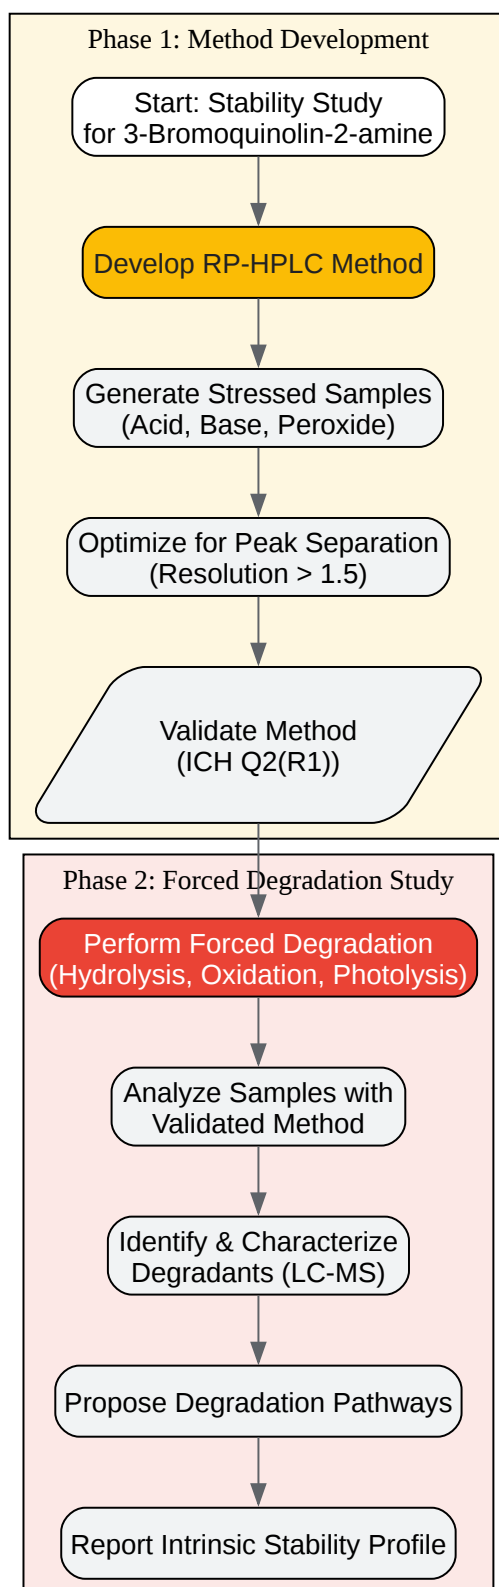 Phase 1: Method Development
Start: Stability Study
for 3-Bromoquinolin-2-amine
Develop RP-HPLC Method
Generate Stressed Samples
(Acid, Base, Peroxide)
Optimize for Peak Separation
(Resolution > 1.5)
Validate Method
(ICH Q2(R1))
Phase 2: Forced Degradation Study
Perform Forced Degradation
(Hydrolysis, Oxidation, Photolysis)
Analyze Samples with
Validated Method
Identify & Characterize
Degradants (LC-MS)
Propose Degradation Pathways
Report Intrinsic Stability Profile